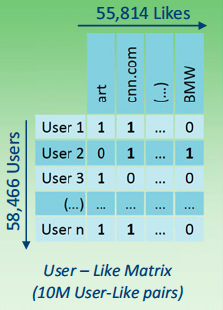 55,814 Likes
58,466 Users
art cnn.com (...) BMW
User 1 1 1 ... 0
User 2 0 1 ... 1
User 3 1 0 ... 0
(...) ... ... ... ...
User n 1 1 ... 0
User – Like Matrix
(10M User-Like pairs)